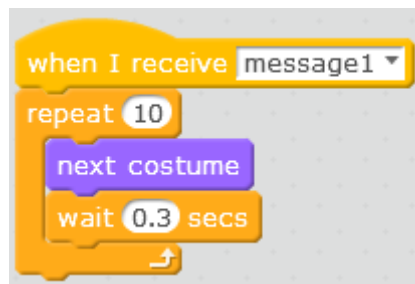 when I receive message1
repeat 10
next costume
wait 0.3 secs